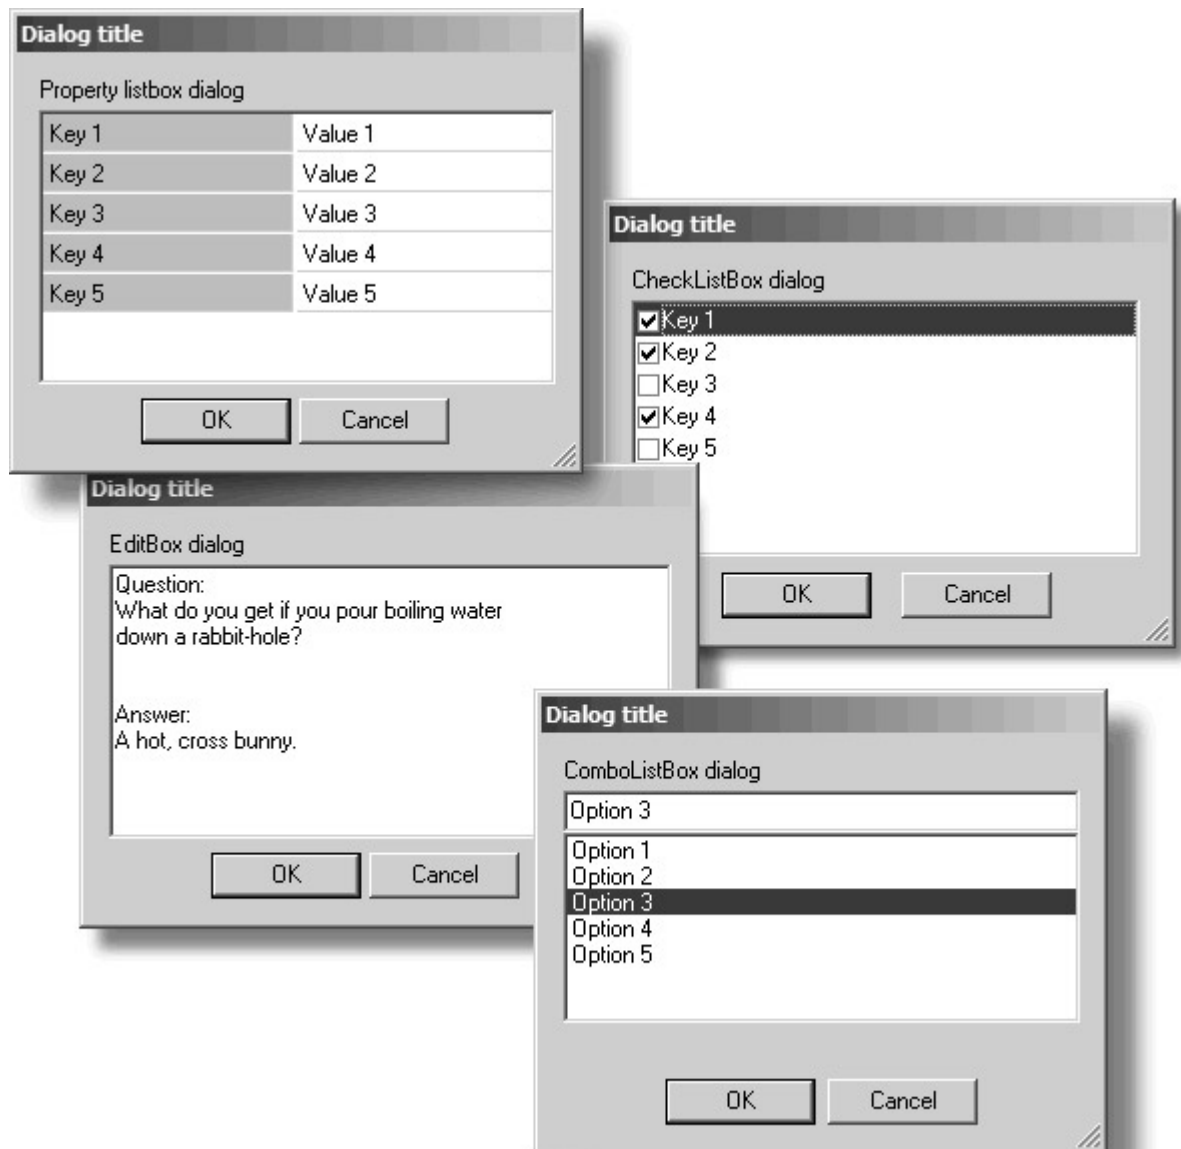 Dialog title
Property listbox dialog
Key 1 Value 1
Key 2 Value 2
Key 3 Value 3
Key 4 Value 4
Key 5 Value 5
OK Cancel
Dialog title
CheckListBox dialog
Key 1
Key 2
Key 3
Key 4
Key 5
OK Cancel
Dialog title
EditBox dialog
Question:
What do you get if you pour boiling water
down a rabbit-hole?
Answer:
A hot, cross bunny.
OK Cancel
Dialog title
ComboListBox dialog
Option 3
Option 1
Option 2
Option 3
Option 4
Option 5
OK Cancel